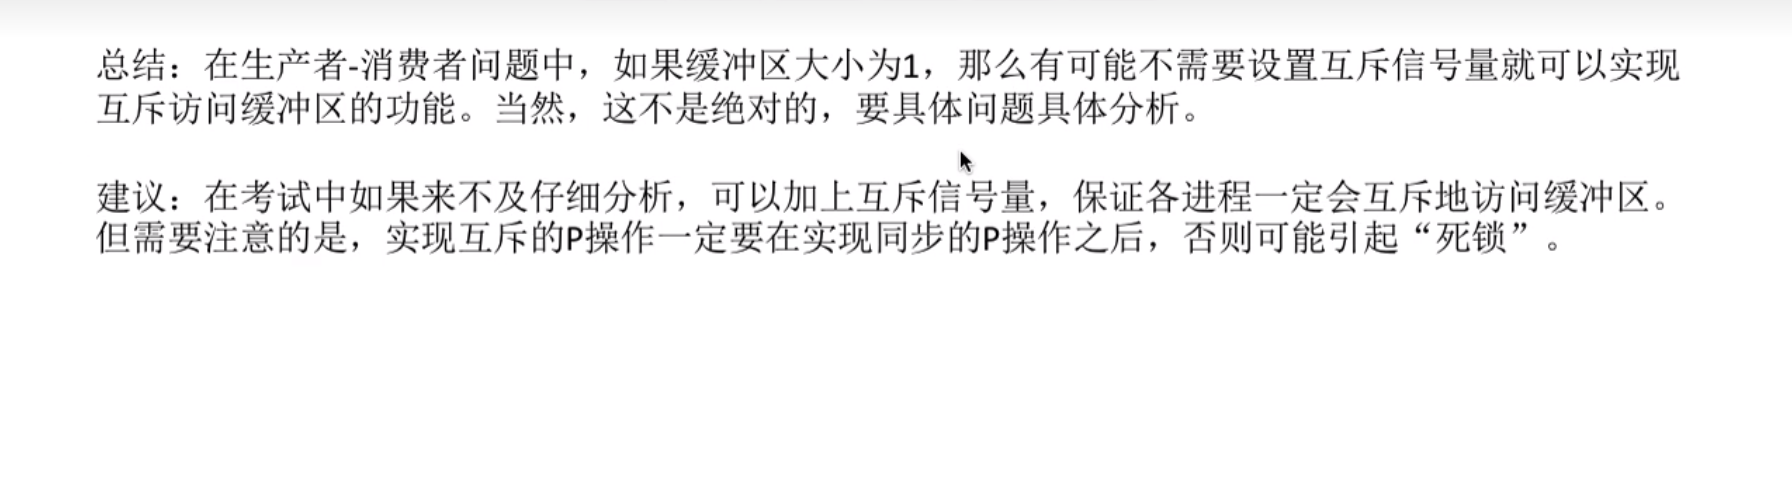 总结：在生产者-消费者问题中，如果缓冲区大小为1，那么有可能不需要设置互斥信号量就可以实现
互斥访问缓冲区的功能。当然，这不是绝对的，要具体问题具体分析。
建议：在考试中如果来不及仔细分析，可以加上互斥信号量，保证各进程一定会互斥地访问缓冲区。
但需要注意的是，实现互斥的P操作一定要在实现同步的P操作之后，否则可能引起“死锁”。